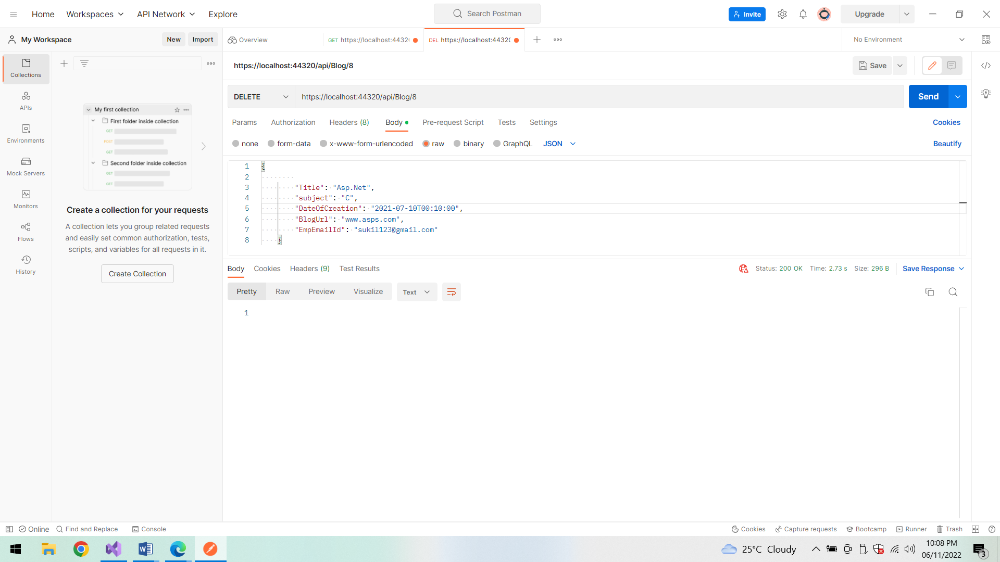 Home Workspaces API Network Explore Search Postman Invite Upgrade
My Workspace New Import Overview GET https://localhost:4432 DEL https://localhost:4432 No Environment
https://localhost:44320/api/Blog/8 Save
DELETE https://localhost:44320/api/Blog/8 Send
Params Authorization Headers (8) Body Pre-request Script Tests Settings Cookies
none form-data x-www-form-urlencoded raw binary GraphQL JSON Beautify
1 {
2
3 "Title": "Asp.Net",
4 "subject": "C",
5 "DateOfCreation": "2021-07-10T00:10:00",
6 "BlogUrl": "www.asps.com",
7 "EmpEmailId": "sukil123@gmail.com"
8 }
Body Cookies Headers (9) Test Results Status: 200 OK Time: 2.73 s Size: 296 B Save Response
Pretty Raw Preview Visualize Text
1
Collections
APIs
Environments
Mock Servers
Monitors
Flows
History
My first collection
First folder inside collection
GET
POST
GET
Second folder inside collection
GET
GET
Create a collection for your requests
A collection lets you group related requests
and easily set common authorization, tests,
scripts, and variables for all requests in it.
Create Collection
Online Find and Replace Console Cookies Capture requests Bootcamp Runner Trash
25°C Cloudy
10:08 PM
06/11/2022
3